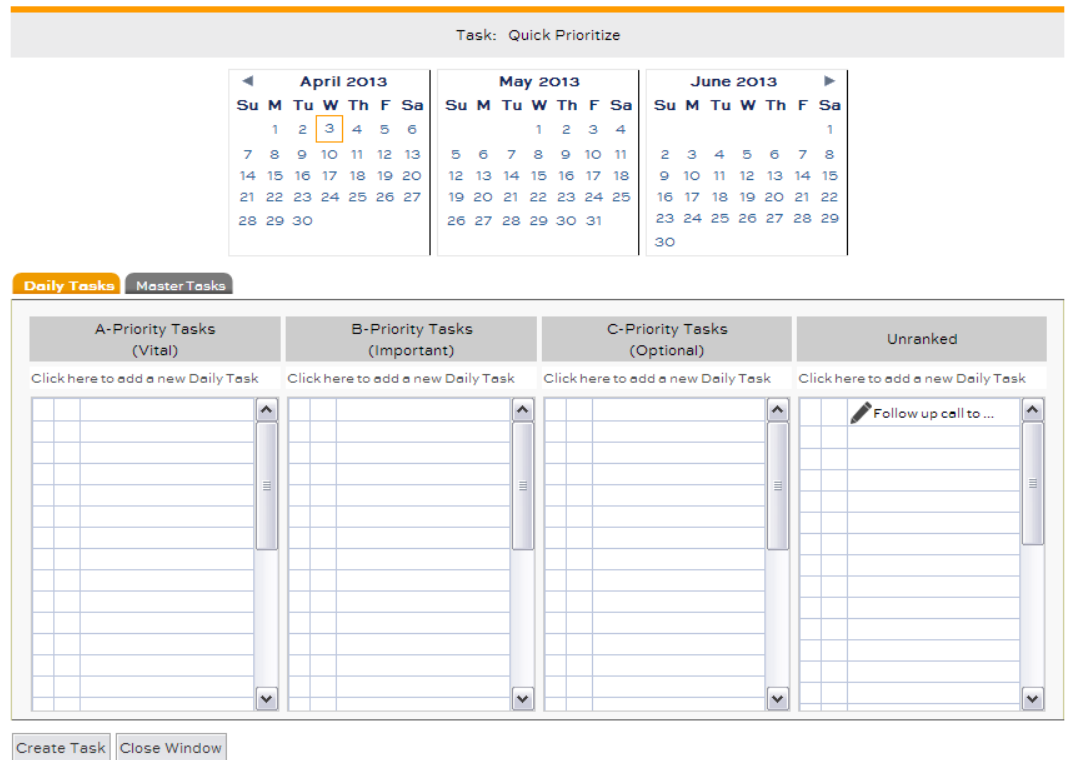 Task: Quick Prioritize
April 2013
Su M Tu W Th F Sa
1 2 3 4 5 6
7 8 9 10 11 12 13
14 15 16 17 18 19 20
21 22 23 24 25 26 27
28 29 30
May 2013
Su M Tu W Th F Sa
1 2 3 4
5 6 7 8 9 10 11
12 13 14 15 16 17 18
19 20 21 22 23 24 25
26 27 28 29 30 31
June 2013
Su M Tu W Th F Sa
1
2 3 4 5 6 7 8
9 10 11 12 13 14 15
16 17 18 19 20 21 22
23 24 25 26 27 28 29
30
Daily Tasks
Master Tasks
A-Priority Tasks
(Vital)
Click here to add a new Daily Task
B-Priority Tasks
(Important)
Click here to add a new Daily Task
C-Priority Tasks
(Optional)
Click here to add a new Daily Task
Unranked
Click here to add a new Daily Task
Follow up call to ...
Create Task
Close Window